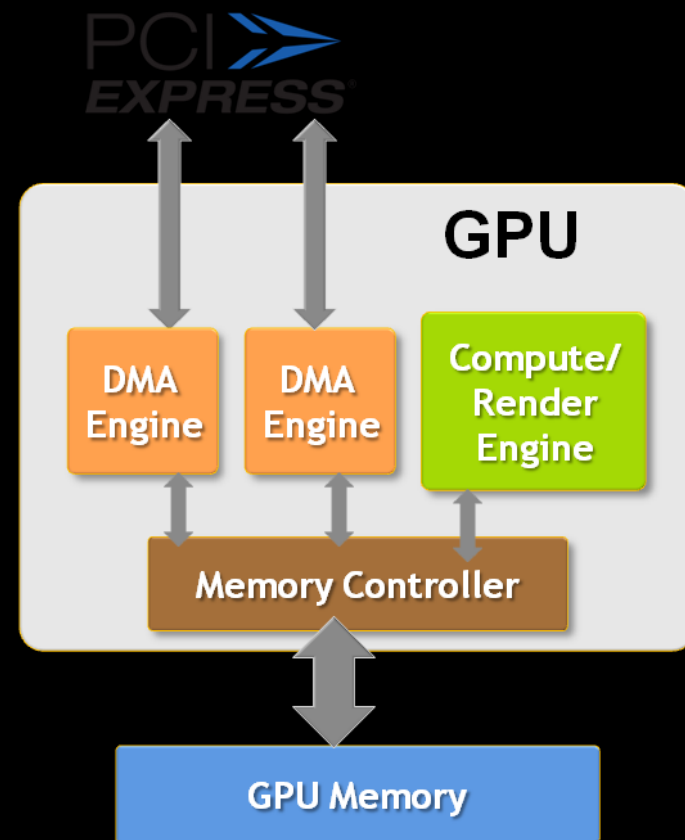 PCI
EXPRESS®
GPU
DMA
Engine
DMA
Engine
Compute/
Render
Engine
Memory Controller
GPU Memory